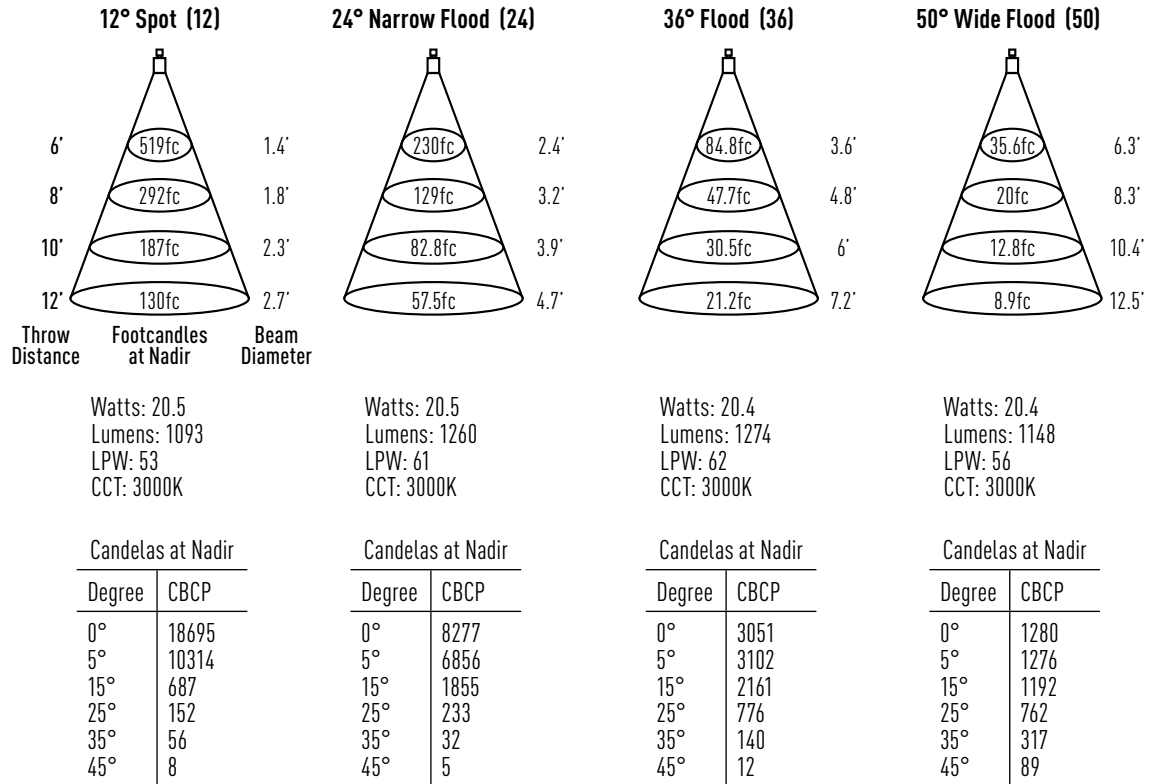 12° Spot (12)
24° Narrow Flood (24)
36° Flood (36)
50° Wide Flood (50)
6' 519fc 1.4' 230fc 2.4' 84.8fc 3.6' 35.6fc 6.3'
8' 292fc 1.8' 129fc 3.2' 47.7fc 4.8' 20fc 8.3'
10' 187fc 2.3' 82.8fc 3.9' 30.5fc 6' 12.8fc 10.4'
12' 130fc 2.7' 57.5fc 4.7' 21.2fc 7.2' 8.9fc 12.5'
Throw
Distance
Footcandles
at Nadir
Beam
Diameter
Watts: 20.5
Lumens: 1093
LPW: 53
CCT: 3000K
Watts: 20.5
Lumens: 1260
LPW: 61
CCT: 3000K
Watts: 20.4
Lumens: 1274
LPW: 62
CCT: 3000K
Watts: 20.4
Lumens: 1148
LPW: 56
CCT: 3000K
Candelas at Nadir
Degree CBCP
0° 18695
5° 10314
15° 687
25° 152
35° 56
45° 8
Candelas at Nadir
Degree CBCP
0° 8277
5° 6856
15° 1855
25° 233
35° 32
45° 5
Candelas at Nadir
Degree CBCP
0° 3051
5° 3102
15° 2161
25° 776
35° 140
45° 12
Candelas at Nadir
Degree CBCP
0° 1280
5° 1276
15° 1192
25° 762
35° 317
45° 89